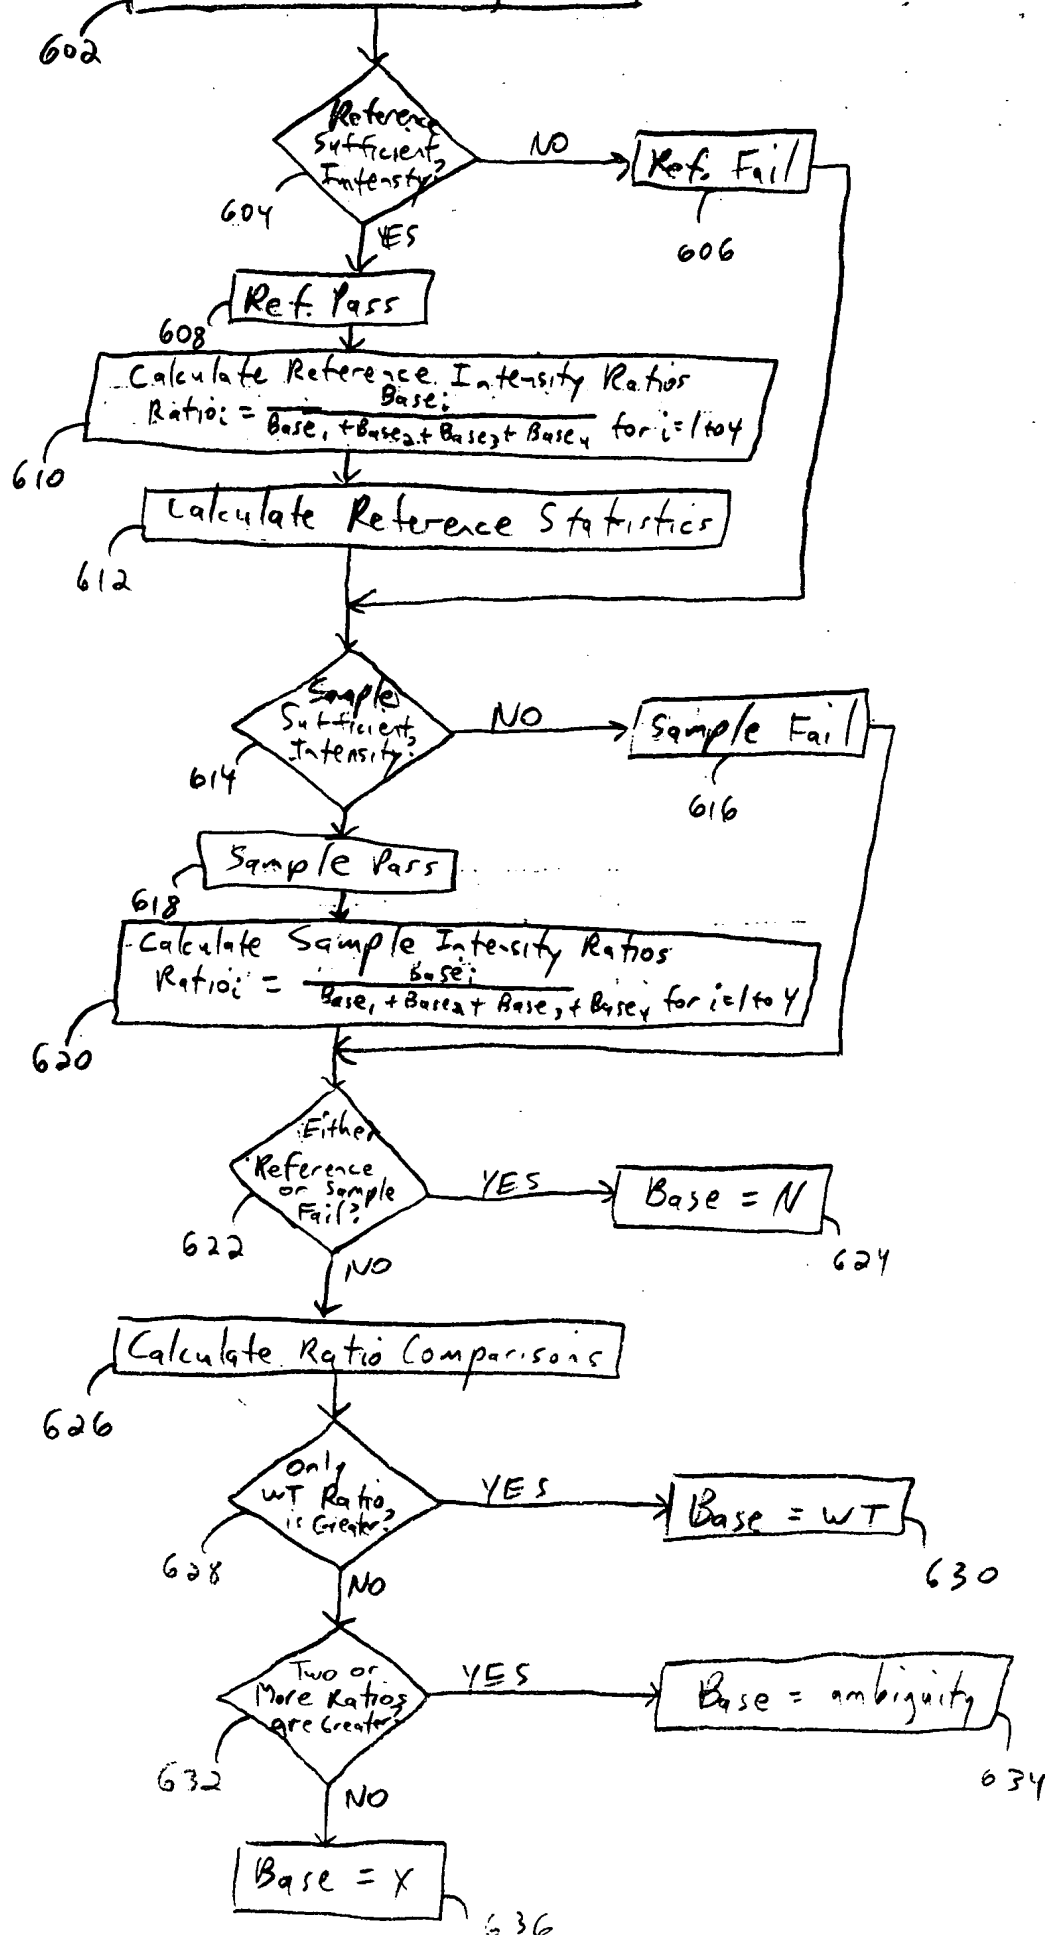 602
Reference
Sufficient
Intensity?
604
NO
Ref. Fail
606
YES
Ref. Pass
608
Calculate Reference Intensity Ratios
Ratioi = Basei / Base1 + Base2 + Base3 + Base4 for i=1 to 4
610
Calculate Reference Statistics
612
Sample
Sufficient
Intensity?
614
NO
Sample Fail
616
Sample Pass
618
Calculate Sample Intensity Ratios
Ratioi = Basei / Base1 + Base2 + Base3 + Base4 for i=1 to 4
620
Either
Reference
or Sample
Fail?
622
YES
Base = N
624
NO
Calculate Ratio Comparisons
626
Only
WT Ratio
is Greater?
628
YES
Base = WT
630
NO
Two or
More Ratios
are Greater?
632
YES
Base = ambiguity
634
NO
Base = X
636